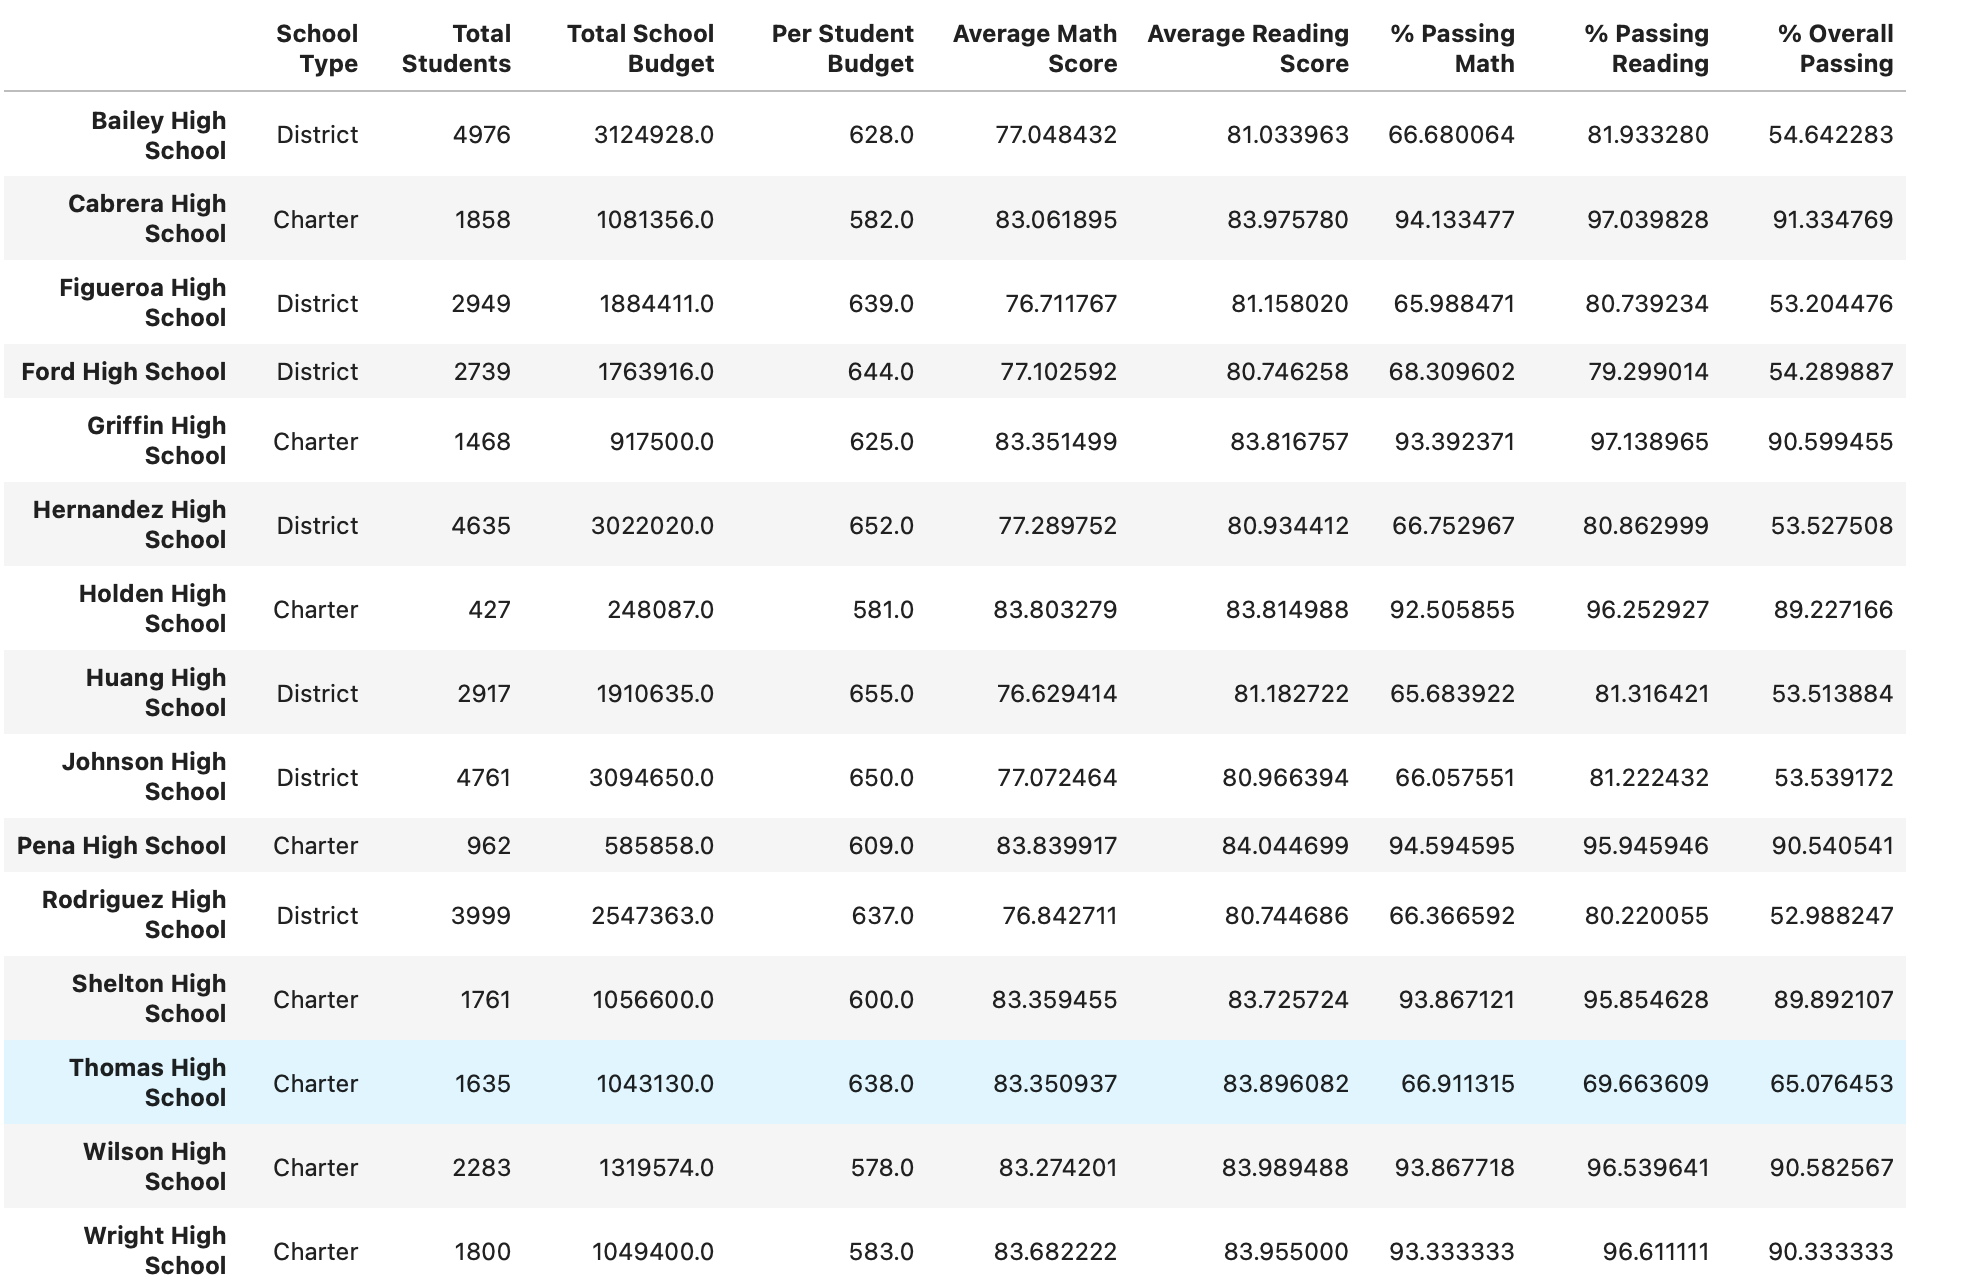 School Type Total Students Total School Budget Per Student Budget Average Math Score Average Reading Score % Passing Math % Passing Reading % Overall Passing
Bailey High School District 4976 3124928.0 628.0 77.048432 81.033963 66.680064 81.933280 54.642283
Cabrera High School Charter 1858 1081356.0 582.0 83.061895 83.975780 94.133477 97.039828 91.334769
Figueroa High School District 2949 1884411.0 639.0 76.711767 81.158020 65.988471 80.739234 53.204476
Ford High School District 2739 1763916.0 644.0 77.102592 80.746258 68.309602 79.299014 54.289887
Griffin High School Charter 1468 917500.0 625.0 83.351499 83.816757 93.392371 97.138965 90.599455
Hernandez High School District 4635 3022020.0 652.0 77.289752 80.934412 66.752967 80.862999 53.527508
Holden High School Charter 427 248087.0 581.0 83.803279 83.814988 92.505855 96.252927 89.227166
Huang High School District 2917 1910635.0 655.0 76.629414 81.182722 65.683922 81.316421 53.513884
Johnson High School District 4761 3094650.0 650.0 77.072464 80.966394 66.057551 81.222432 53.539172
Pena High School Charter 962 585858.0 609.0 83.839917 84.044699 94.594595 95.945946 90.540541
Rodriguez High School District 3999 2547363.0 637.0 76.842711 80.744686 66.366592 80.220055 52.988247
Shelton High School Charter 1761 1056600.0 600.0 83.359455 83.725724 93.867121 95.854628 89.892107
Thomas High School Charter 1635 1043130.0 638.0 83.350937 83.896082 66.911315 69.663609 65.076453
Wilson High School Charter 2283 1319574.0 578.0 83.274201 83.989488 93.867718 96.539641 90.582567
Wright High School Charter 1800 1049400.0 583.0 83.682222 83.955000 93.333333 96.611111 90.333333